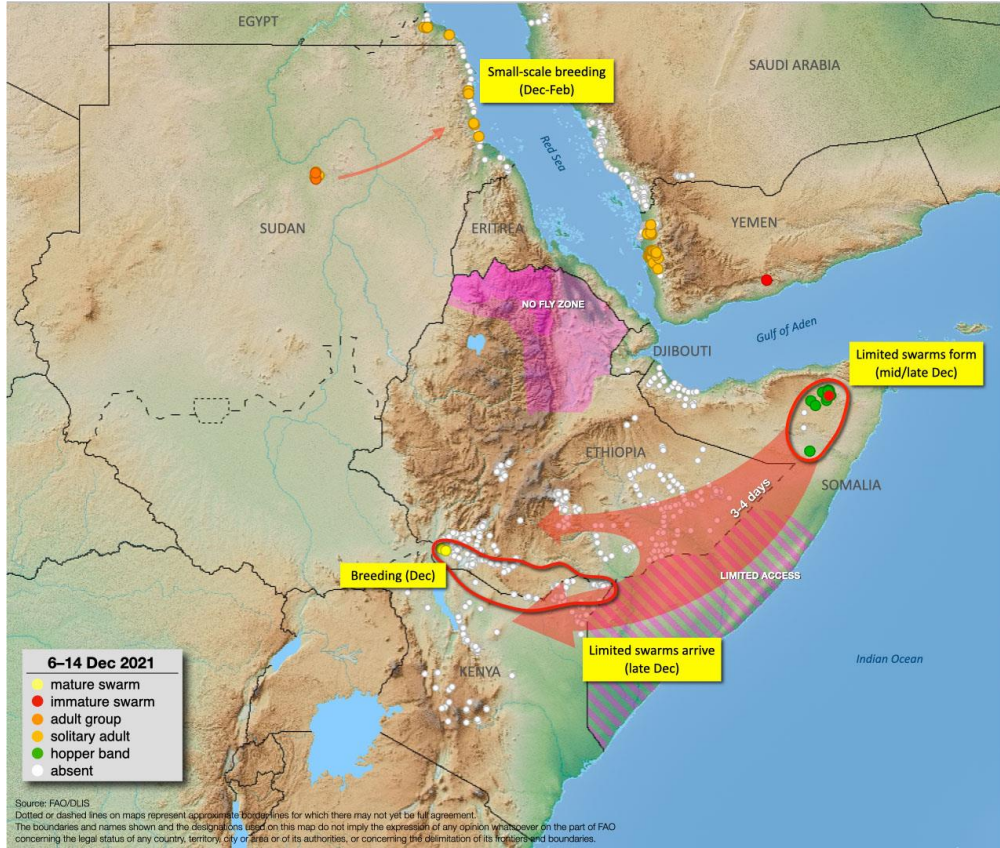 EGYPT
SAUDI ARABIA
Small-scale breeding
(Dec-Feb)
Red Sea
SUDAN
ERITREA
YEMEN
NO FLY ZONE
Gulf of Aden
DJIBOUTI
Limited swarms form
(mid/late Dec)
ETHIOPIA
SOMALIA
3-4 days
Breeding (Dec)
LIMITED ACCESS
Limited swarms arrive
(late Dec)
Indian Ocean
KENYA
6–14 Dec 2021
mature swarm
immature swarm
adult group
solitary adult
hopper band
absent
Source: FAO/DLIS
Dotted or dashed lines on maps represent approximate border lines for which there may not yet be full agreement.
The boundaries and names shown and the designations used on this map do not imply the expression of any opinion whatsoever on the part of FAO
concerning the legal status of any country, territory, city or area or of its authorities, or concerning the delimitation of its frontiers and boundaries.